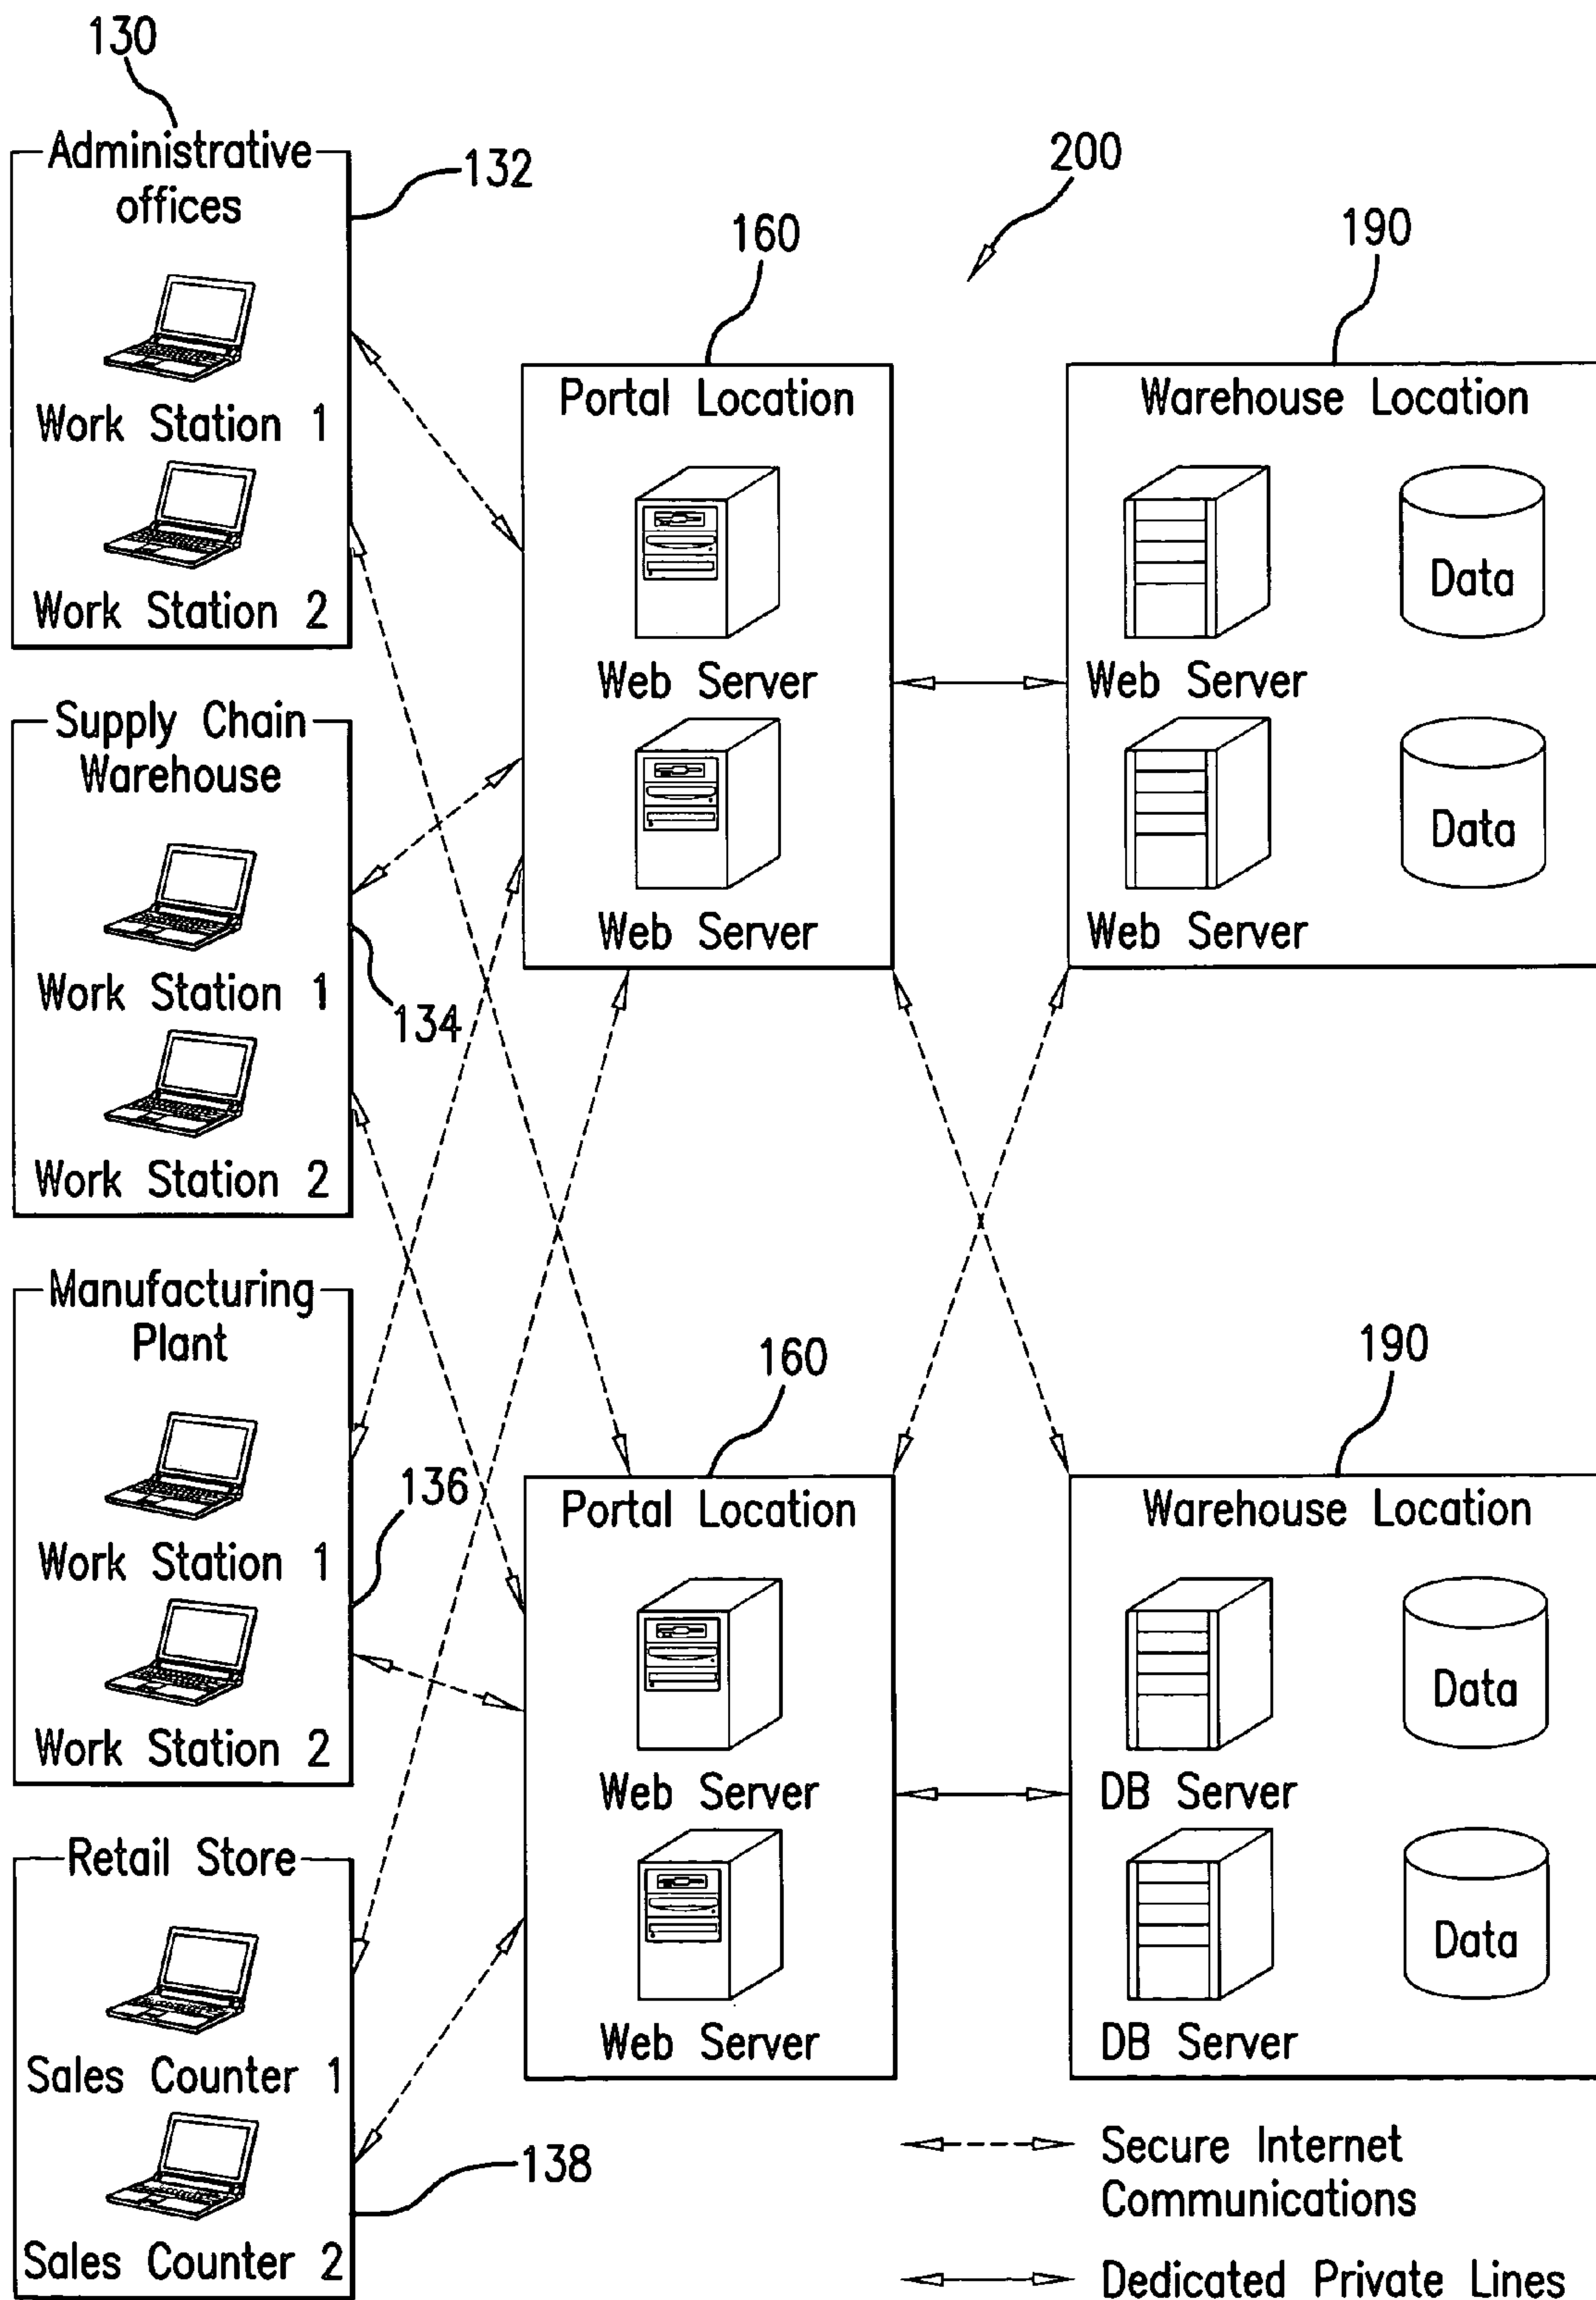 130
Administrative
offices
132
Work Station 1
Work Station 2
Supply Chain
Warehouse
Work Station 1
134
Work Station 2
Manufacturing
Plant
136
Work Station 1
Work Station 2
Retail Store
Sales Counter 1
138
Sales Counter 2
200
160
Portal Location
Web Server
Web Server
190
Warehouse Location
Data
Web Server
Data
Web Server
160
Portal Location
Web Server
Web Server
190
Warehouse Location
Data
DB Server
Data
DB Server
Secure Internet
Communications
Dedicated Private Lines